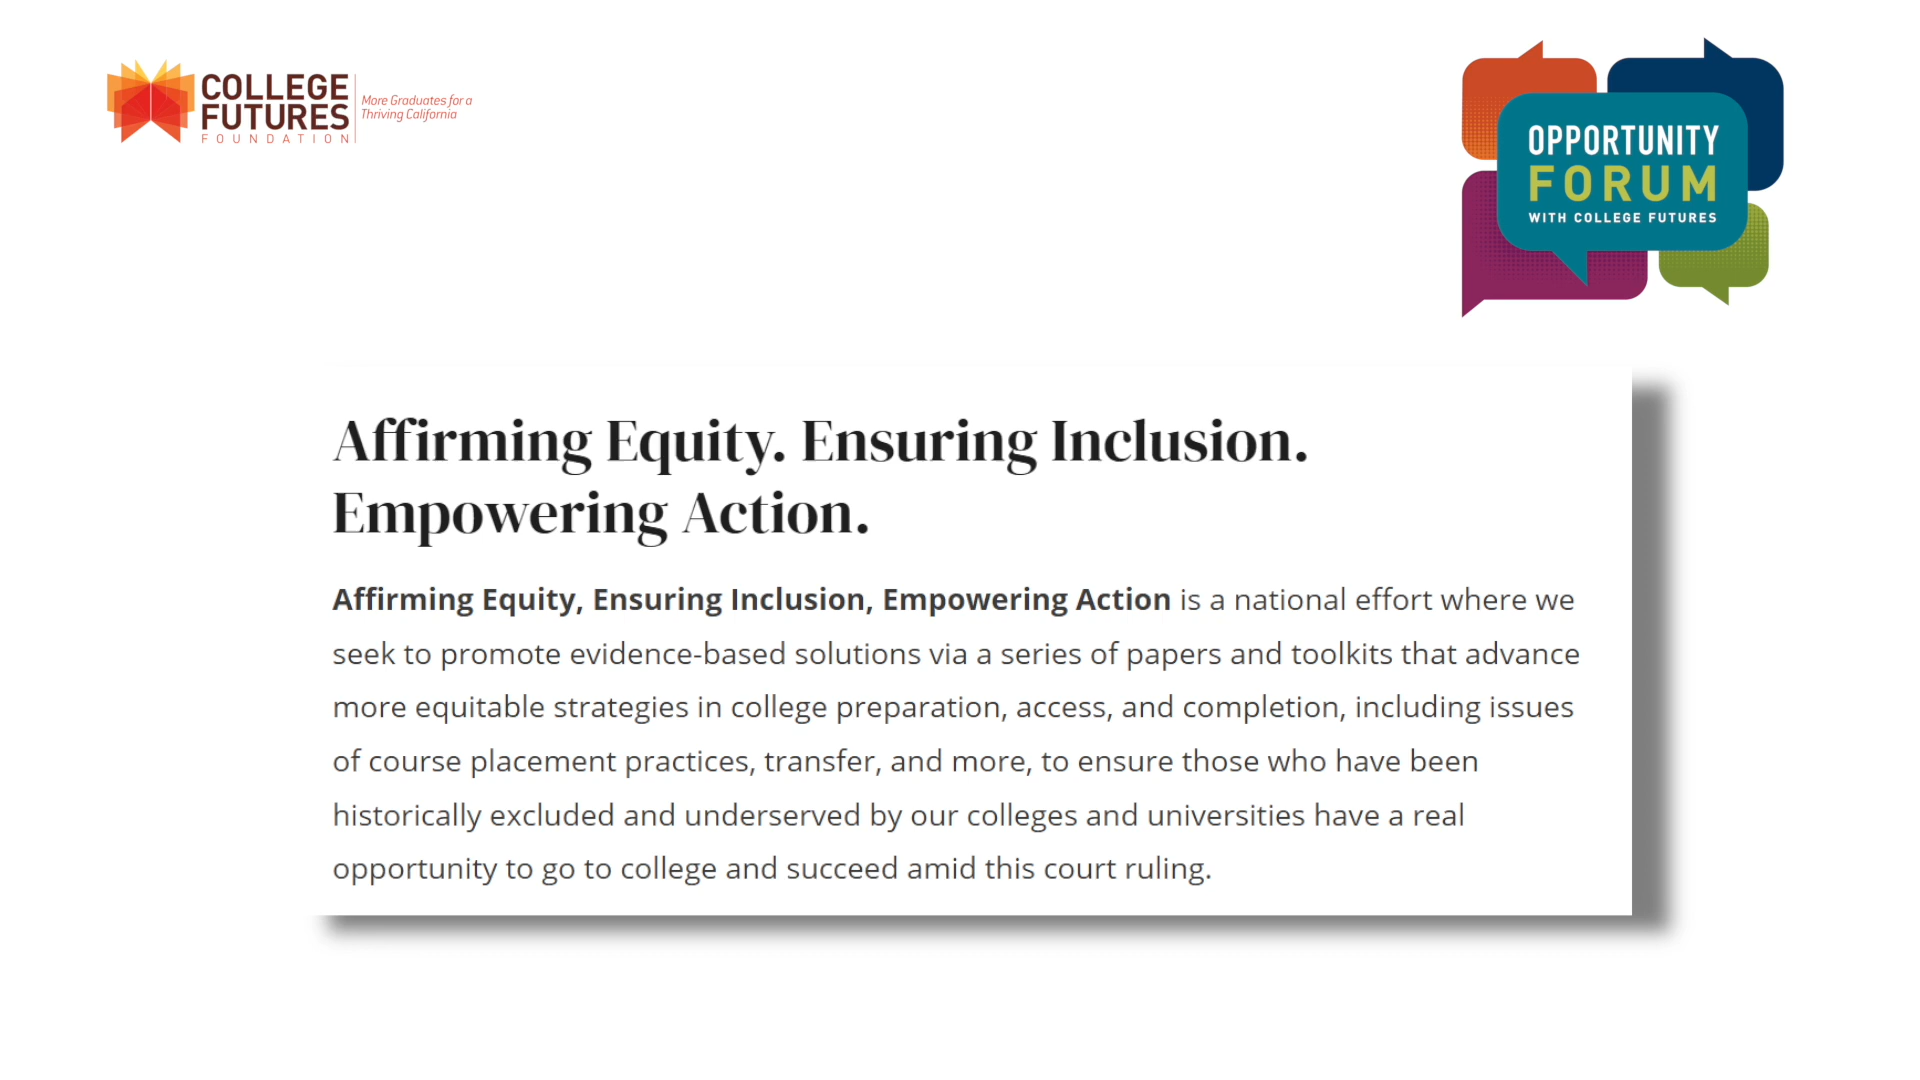 COLLEGE
FUTURES
FOUNDATION
More Graduates for a
Thriving California
OPPORTUNITY
FORUM
WITH COLLEGE FUTURES
Affirming Equity. Ensuring Inclusion.
Empowering Action.
Affirming Equity, Ensuring Inclusion, Empowering Action is a national effort where we
seek to promote evidence-based solutions via a series of papers and toolkits that advance
more equitable strategies in college preparation, access, and completion, including issues
of course placement practices, transfer, and more, to ensure those who have been
historically excluded and underserved by our colleges and universities have a real
opportunity to go to college and succeed amid this court ruling.